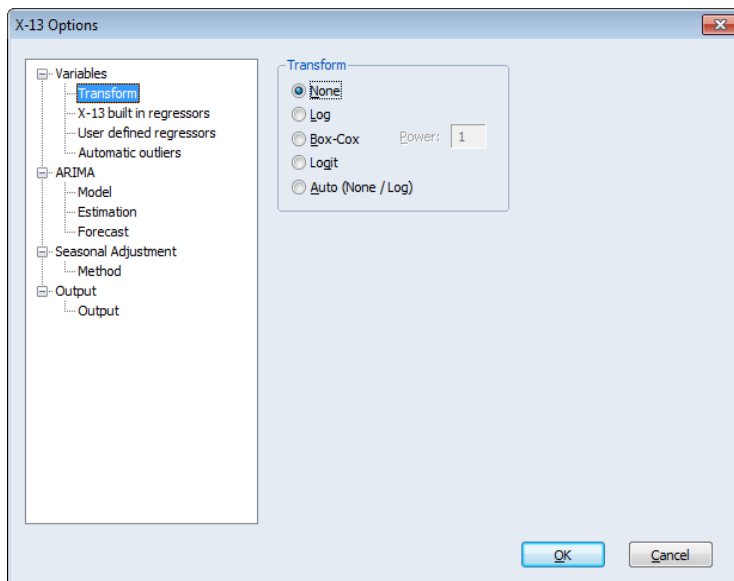 X-13 Options
Variables
Transform
X-13 built in regressors
User defined regressors
Automatic outliers
ARIMA
Model
Estimation
Forecast
Seasonal Adjustment
Method
Output
Output
Transform
None
Log
Box-Cox Power: 1
Logit
Auto (None / Log)
OK Cancel